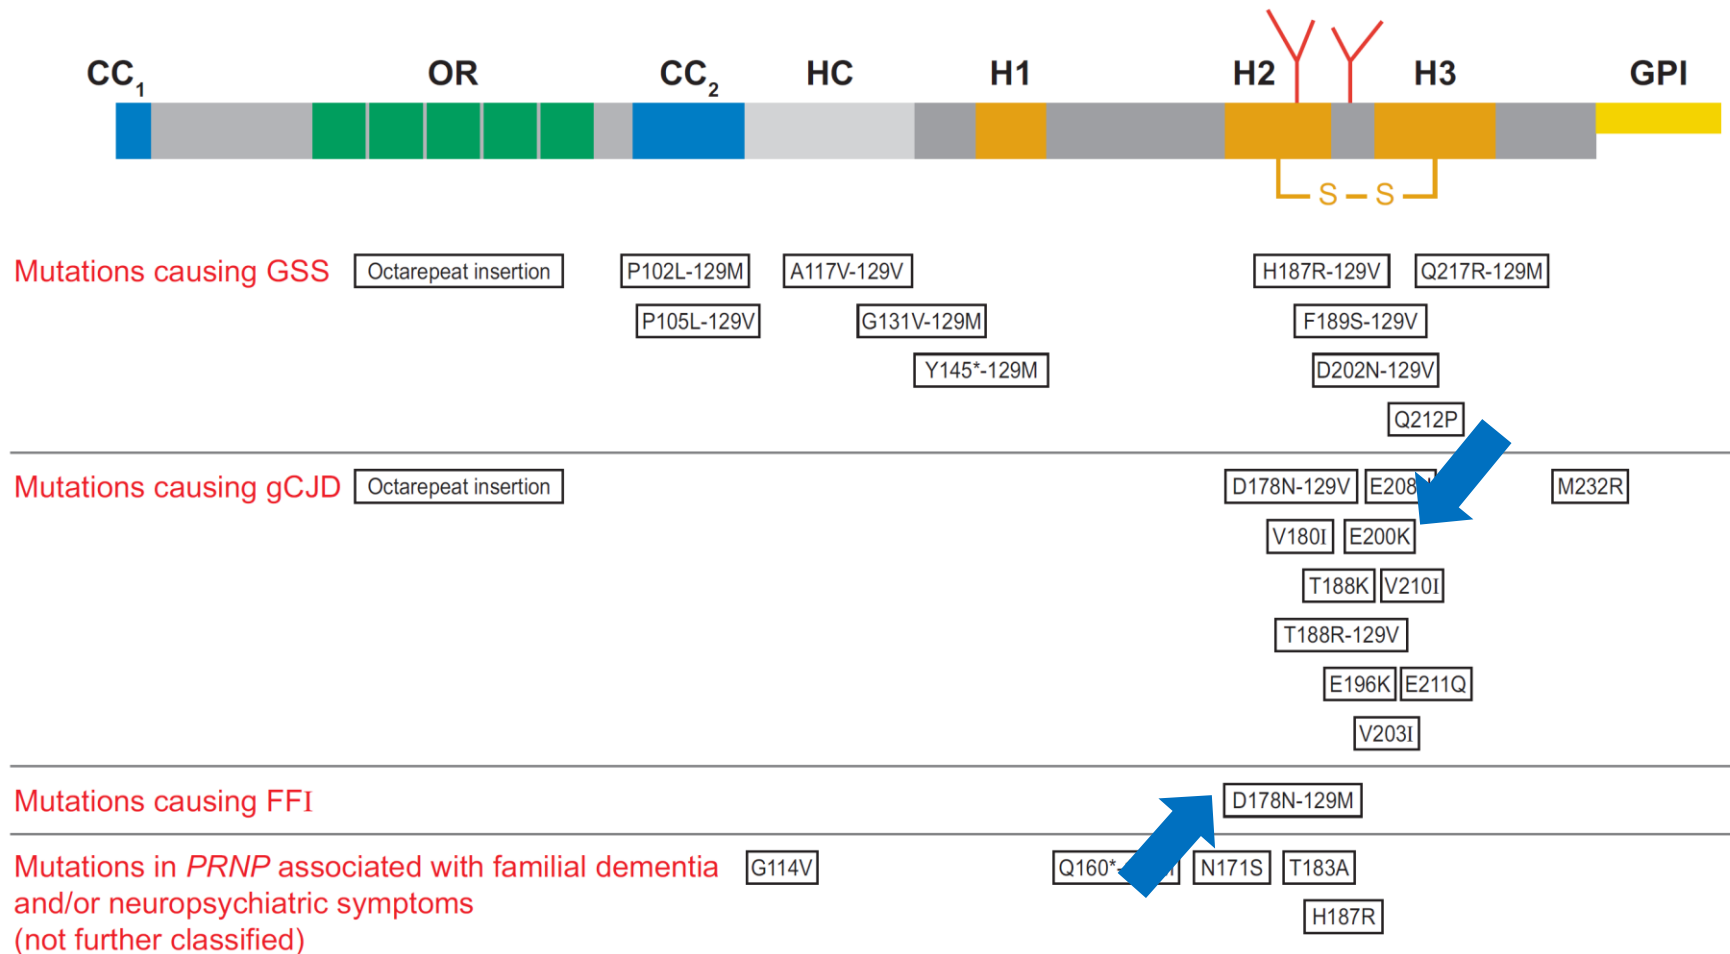 CC1 OR CC2 HC H1 H2 H3 GPI
S S
Mutations causing GSS Octarepeat insertion P102L-129M A117V-129V H187R-129V Q217R-129M
P105L-129V G131V-129M F189S-129V
Y145*-129M D202N-129V
Q212P
Mutations causing gCJD Octarepeat insertion D178N-129V E208 M232R
V180I E200K
T188K V210I
T188R-129V
E196K E211Q
V203I
Mutations causing FFI D178N-129M
Mutations in PRNP associated with familial dementia G114V Q160* N171S T183A
and/or neuropsychiatric symptoms H187R
(not further classified)